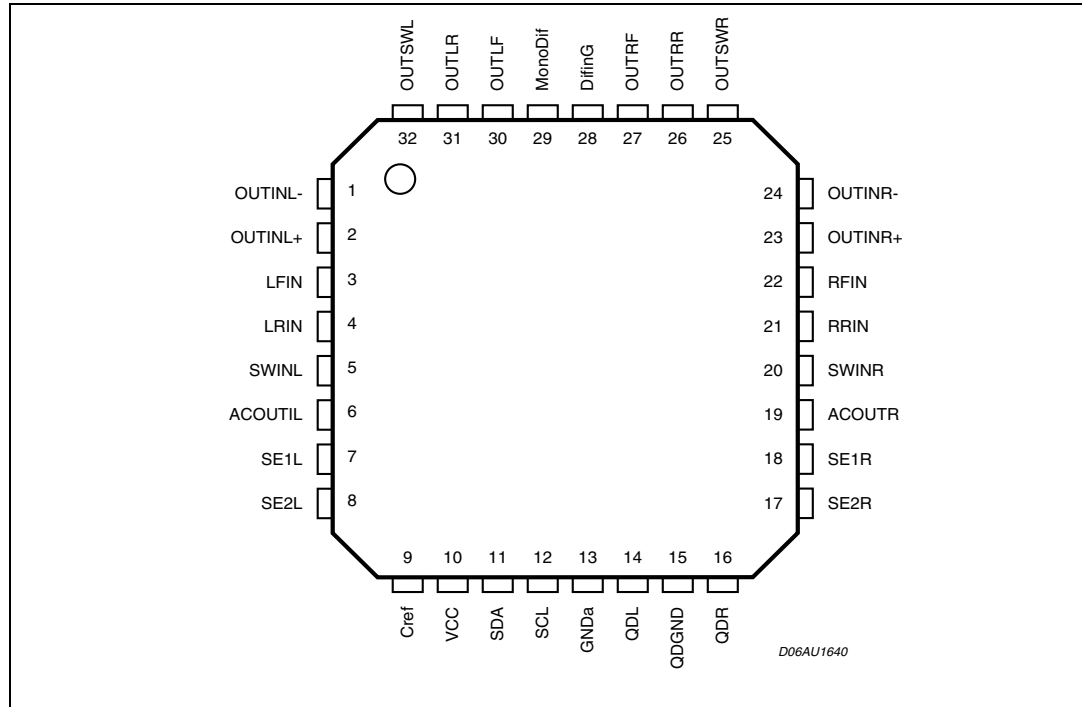 OUTSWL OUTLR OUTLF MonoDif DifinG OUTRF OUTRR OUTSWR
32 31 30 29 28 27 26 25
OUTINL- 1 24 OUTINR-
OUTINL+ 2 23 OUTINR+
LFIN 3 22 RFIN
LRIN 4 21 RRIN
SWINL 5 20 SWINR
ACOUTIL 6 19 ACOUTR
SE1L 7 18 SE1R
SE2L 8 17 SE2R
9 10 11 12 13 14 15 16
Cref VCC SDA SCL GNDa QDL QDGND QDR
D06AU1640